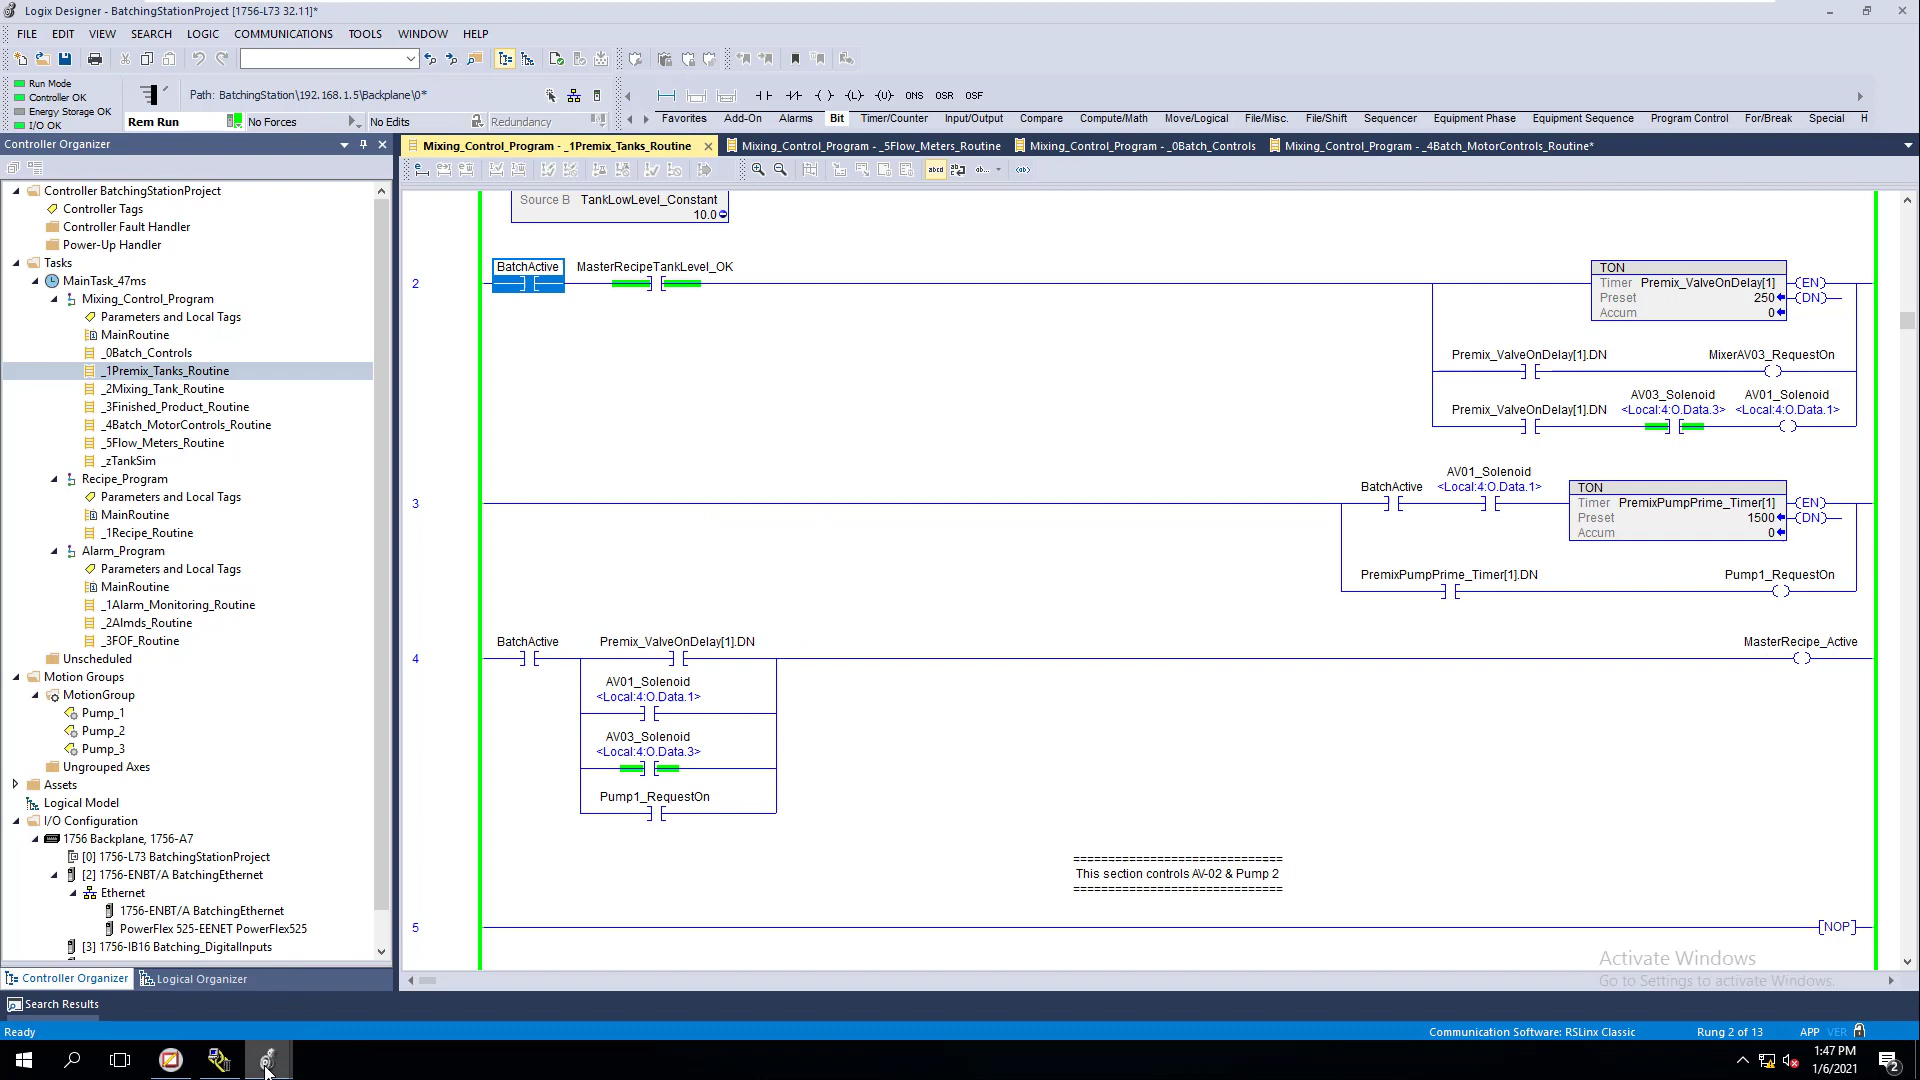 Logix Designer - BatchingStationProject [1756-L73 32.11]*
FILE EDIT VIEW SEARCH LOGIC COMMUNICATIONS TOOLS WINDOW HELP
Run Mode
Controller OK
Energy Storage OK
I/O OK
Path: BatchingStation\192.168.1.5\Backplane\0*
Rem Run No Forces No Edits Redundancy
ONS OSR OSF
Favorites Add-On Alarms Bit Timer/Counter Input/Output Compare Compute/Math Move/Logical File/Misc. File/Shift Sequencer Equipment Phase Equipment Sequence Program Control For/Break Special H
Controller Organizer
Mixing_Control_Program - _1Premix_Tanks_Routine
Mixing_Control_Program - _5Flow_Meters_Routine
Mixing_Control_Program - _0Batch_Controls
Mixing_Control_Program - _4Batch_MotorControls_Routine*
Controller BatchingStationProject
Controller Tags
Controller Fault Handler
Power-Up Handler
Tasks
MainTask_47ms
Mixing_Control_Program
Parameters and Local Tags
MainRoutine
_0Batch_Controls
_1Premix_Tanks_Routine
_2Mixing_Tank_Routine
_3Finished_Product_Routine
_4Batch_MotorControls_Routine
_5Flow_Meters_Routine
_zTankSim
Recipe_Program
Parameters and Local Tags
MainRoutine
_1Recipe_Routine
Alarm_Program
Parameters and Local Tags
MainRoutine
_1Alarm_Monitoring_Routine
_2Almds_Routine
_3FOF_Routine
Unscheduled
Motion Groups
MotionGroup
Pump_1
Pump_2
Pump_3
Ungrouped Axes
Assets
Logical Model
I/O Configuration
1756 Backplane, 1756-A7
[0] 1756-L73 BatchingStationProject
[2] 1756-ENBT/A BatchingEthernet
Ethernet
1756-ENBT/A BatchingEthernet
PowerFlex 525-EENET PowerFlex525
[3] 1756-IB16 Batching_DigitalInputs
Controller Organizer Logical Organizer
Source B TankLowLevel_Constant
10.0
2
BatchActive MasterRecipeTankLevel_OK
TON
Timer Premix_ValveOnDelay[1] (EN)
Preset 250 (DN)
Accum 0
Premix_ValveOnDelay[1].DN MixerAV03_RequestOn
AV03_Solenoid AV01_Solenoid
Premix_ValveOnDelay[1].DN <Local:4:O.Data.3> <Local:4:O.Data.1>
3
AV01_Solenoid
BatchActive <Local:4:O.Data.1>
TON
Timer PremixPumpPrime_Timer[1] (EN)
Preset 1500 (DN)
Accum 0
PremixPumpPrime_Timer[1].DN Pump1_RequestOn
4
BatchActive Premix_ValveOnDelay[1].DN MasterRecipe_Active
AV01_Solenoid
<Local:4:O.Data.1>
AV03_Solenoid
<Local:4:O.Data.3>
Pump1_RequestOn
==============================
This section controls AV-02 & Pump 2
==============================
5
[NOP]
Activate Windows
Go to Settings to activate Windows.
Search Results
Ready
Communication Software: RSLinx Classic Rung 2 of 13 APP VER
1:47 PM
1/6/2021
2